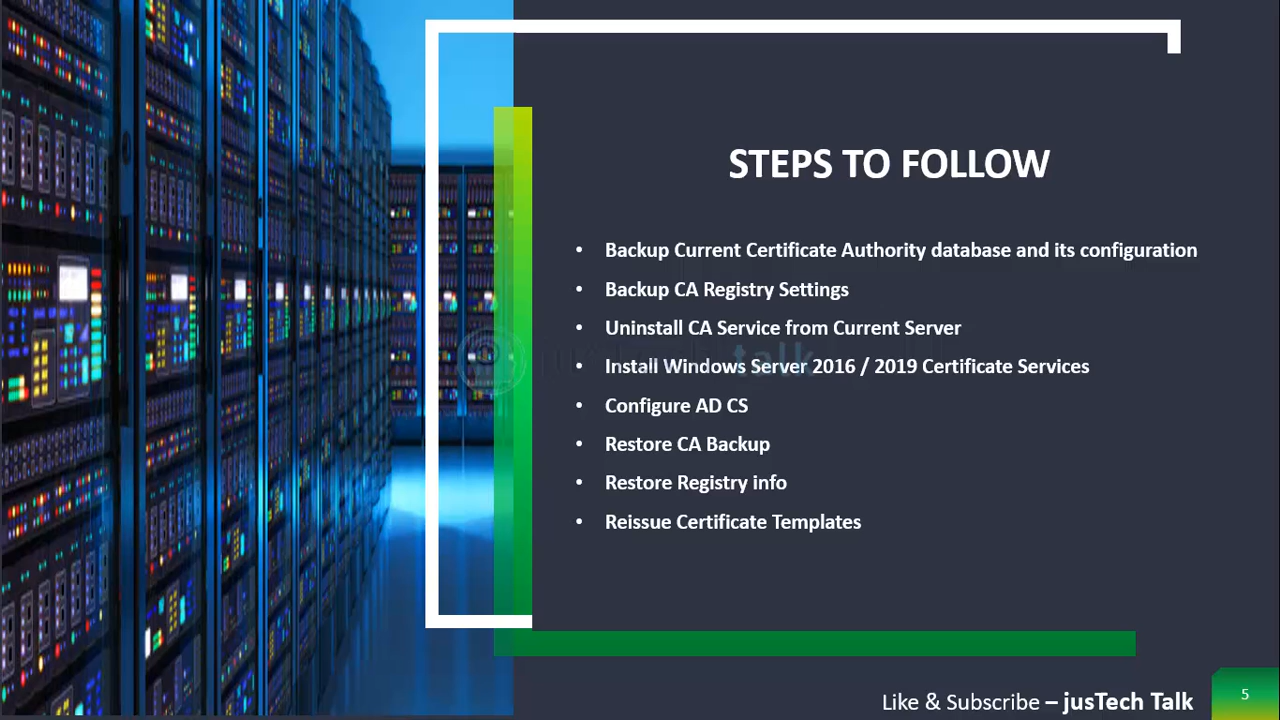 STEPS TO FOLLOW
• Backup Current Certificate Authority database and its configuration
• Backup CA Registry Settings
• Uninstall CA Service from Current Server
• Install Windows Server 2016 / 2019 Certificate Services
• Configure AD CS
• Restore CA Backup
• Restore Registry info
• Reissue Certificate Templates
talk
Like & Subscribe – jusTech Talk
5